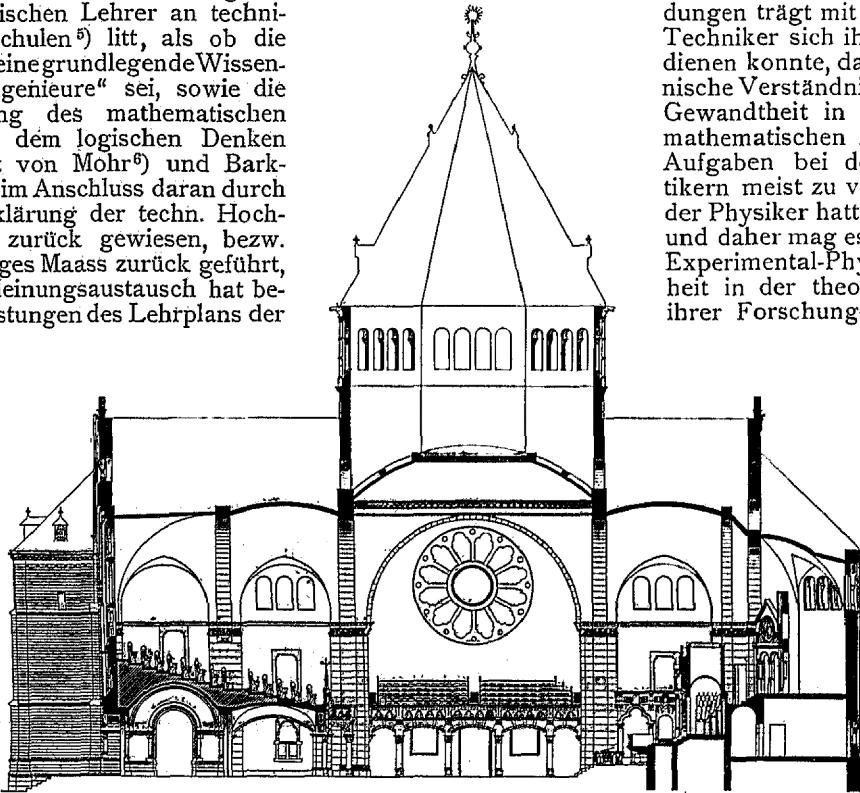 ischen Lehrer an techni-
chulen⁵) litt, als ob die
eine grundlegende Wissen-
genieure“ sei, sowie die
ng des mathematischen
dem logischen Denken
von Mohr⁶) und Bark-
im Anschluss daran durch
klärung der techn. Hoch-
zurück gewiesen, bezw.
ges Maass zurück geführt,
einungsaustausch hat be-
stungen des Lehrplans der
dungen trägt mit
Techniker sich ih
dienen konnte, da
nische Verständni
Gewandtheit in
mathematischen
Aufgaben bei de
tikern meist zu v
der Physiker hatt
und daher mag es
Experimental-Phy
heit in der theo
ihrer Forschung-